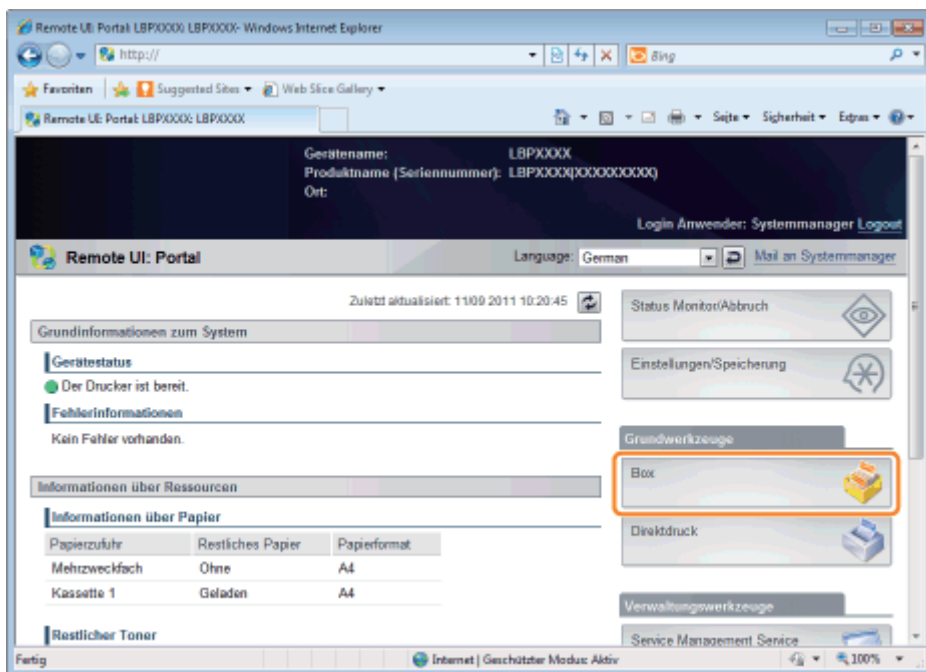 Remote UI: Portal: LBPXXXX: LBPXXXX- Windows Internet Explorer
http://
Bing
Favoriten
Suggested Sites
Web Slice Gallery
Remote UI: Portal: LBPXXXX: LBPXXXX
Seite
Sicherheit
Extras
Gerätename: LBPXXXX
Produktname (Seriennummer): LBPXXXX(XXXXXXXXX)
Ort:
Login Anwender: Systemmanager Logout
Remote UI: Portal
Language: German
Mail an Systemmanager
Zuletzt aktualisiert: 11/09 2011 10:20:45
Grundinformationen zum System
Gerätestatus
Der Drucker ist bereit.
Fehlerinformationen
Kein Fehler vorhanden.
Informationen über Ressourcen
Informationen über Papier
Papierzufuhr Restliches Papier Papierformat
Mehrzweckfach Ohne A4
Kassette 1 Geladen A4
Restlicher Toner
Status Monitor/Abbruch
Einstellungen/Speicherung
Grundwerkzeuge
Box
Direktdruck
Verwaltungswerkzeuge
Service Management Service
Fertig
Internet | Geschützter Modus: Aktiv
100%